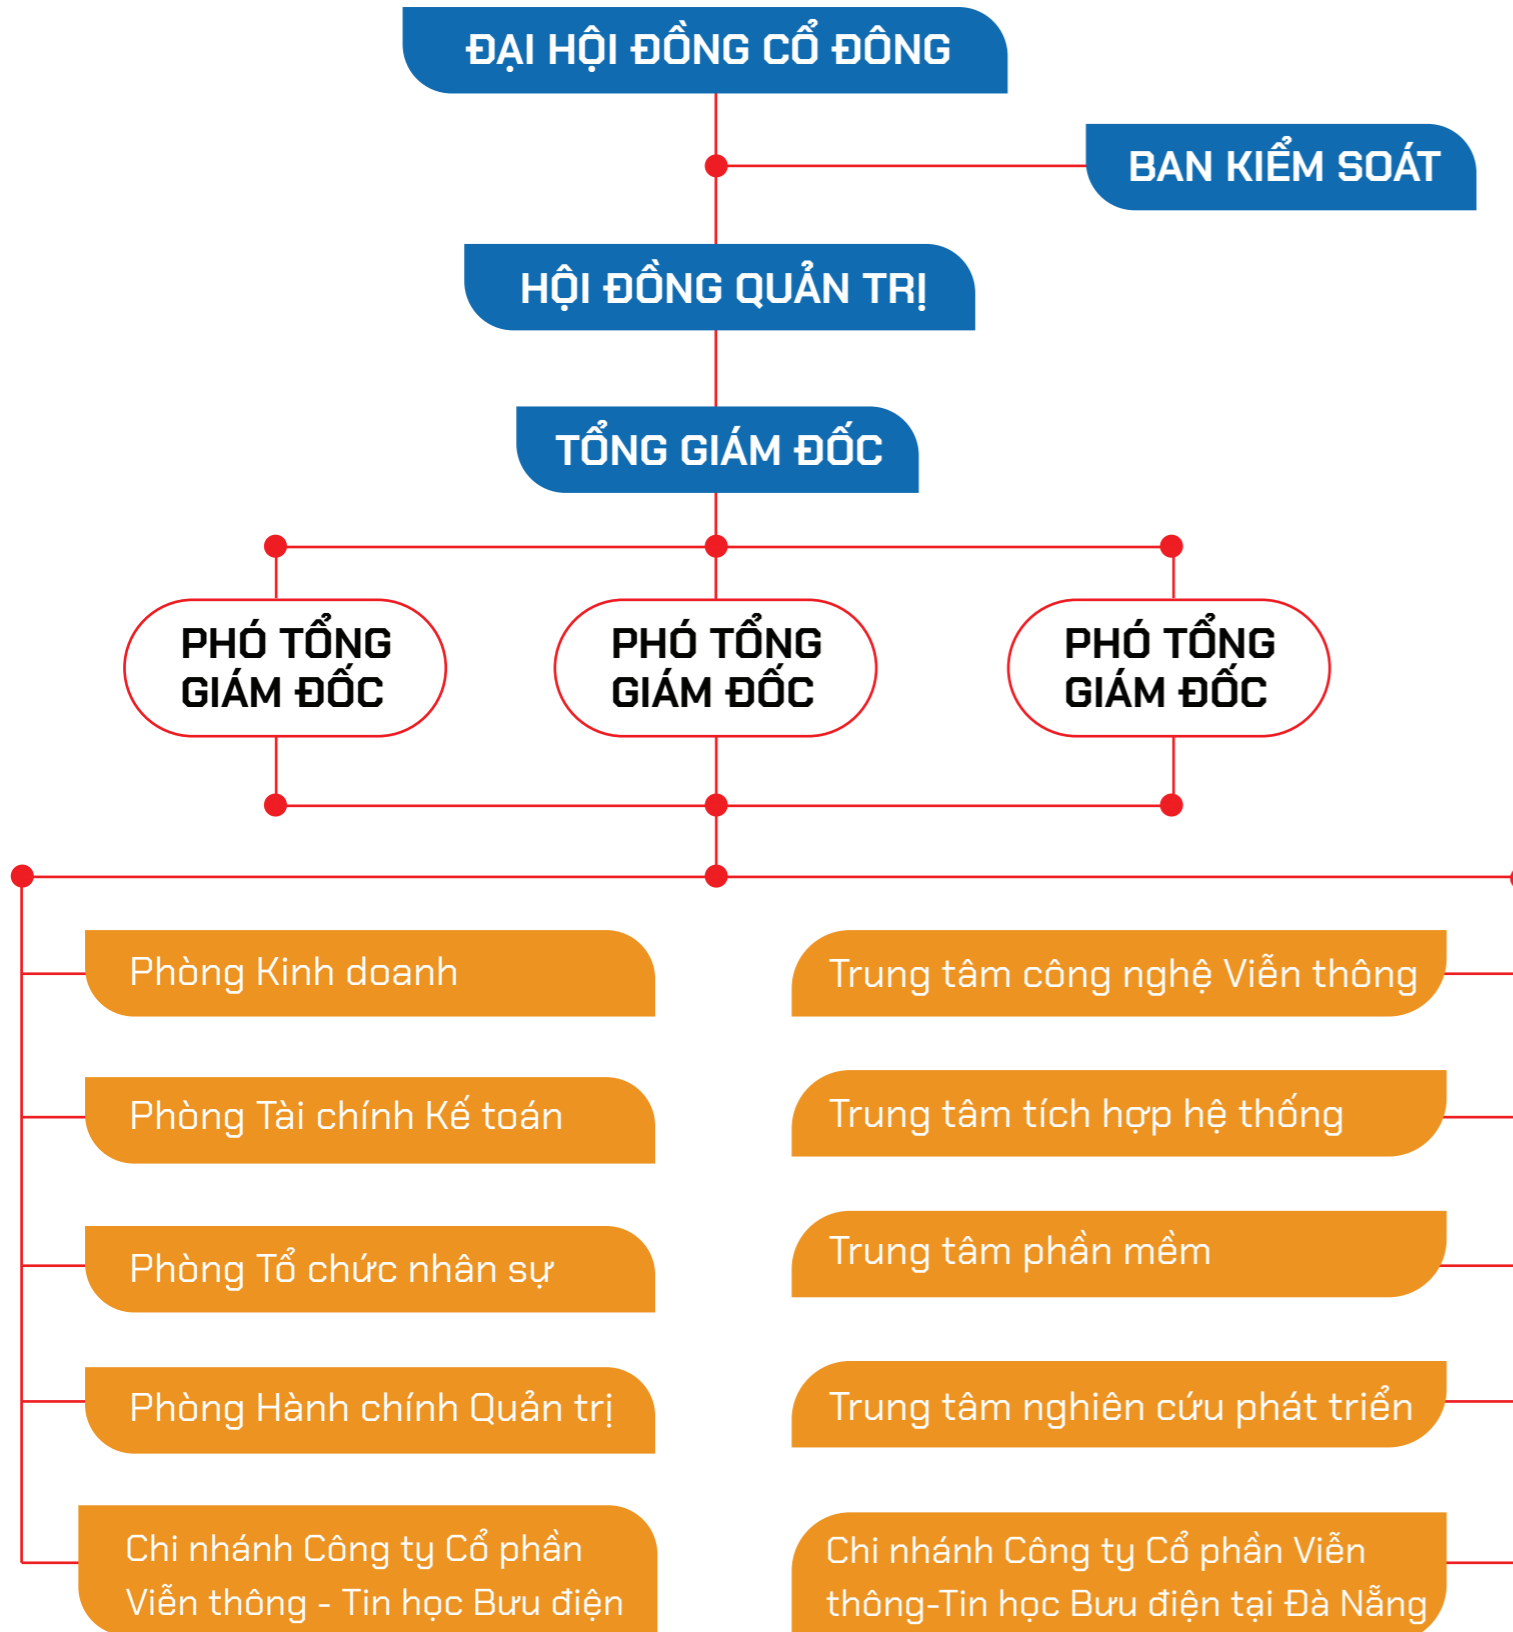 ĐẠI HỘI ĐỒNG CỔ ĐÔNG
BAN KIỂM SOÁT
HỘI ĐỒNG QUẢN TRỊ
TỔNG GIÁM ĐỐC
PHÓ TỔNG
GIÁM ĐỐC
PHÓ TỔNG
GIÁM ĐỐC
PHÓ TỔNG
GIÁM ĐỐC
Phòng Kinh doanh
Phòng Tài chính Kế toán
Phòng Tổ chức nhân sự
Phòng Hành chính Quản trị
Chi nhánh Công ty Cổ phần
Viễn thông - Tin học Bưu điện
Trung tâm công nghệ Viễn thông
Trung tâm tích hợp hệ thống
Trung tâm phần mềm
Trung tâm nghiên cứu phát triển
Chi nhánh Công ty Cổ phần Viễn
thông-Tin học Bưu điện tại Đà Nẵng